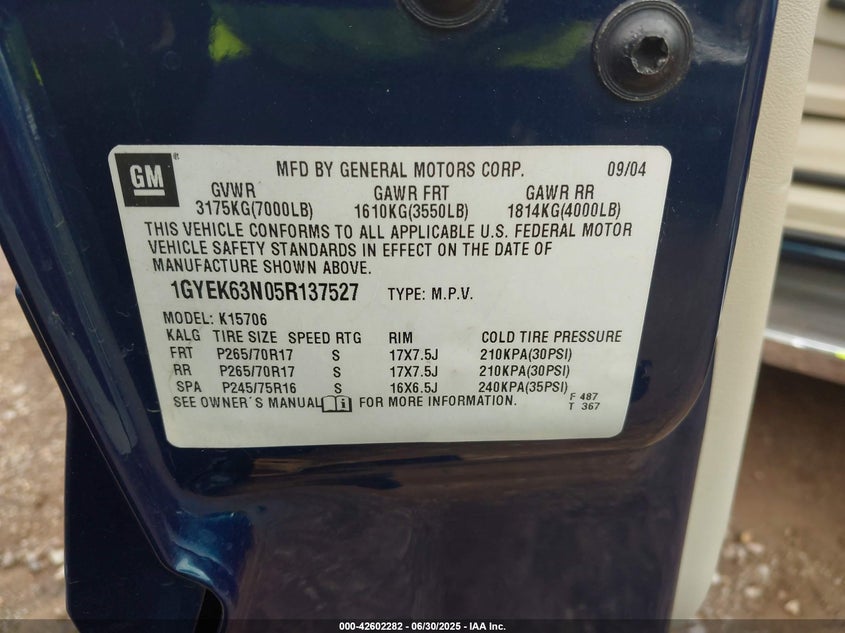 GM ®
MFD BY GENERAL MOTORS CORP. 09/04
GVWR GAWR FRT GAWR RR
3175KG(7000LB) 1610KG(3550LB) 1814KG(4000LB)
THIS VEHICLE CONFORMS TO ALL APPLICABLE U.S. FEDERAL MOTOR
VEHICLE SAFETY STANDARDS IN EFFECT ON THE DATE OF
MANUFACTURE SHOWN ABOVE.
1GYEK63N05R137527 TYPE: M.P.V.
MODEL: K15706
KALG TIRE SIZE SPEED RTG RIM COLD TIRE PRESSURE
FRT P265/70R17 S 17X7.5J 210KPA(30PSI)
RR P265/70R17 S 17X7.5J 210KPA(30PSI)
SPA P245/75R16 S 16X6.5J 240KPA(35PSI)
SEE OWNER´S MANUAL i FOR MORE INFORMATION.
F 487
T 367
000-42602282 - 06/30/2025 - IAA Inc.